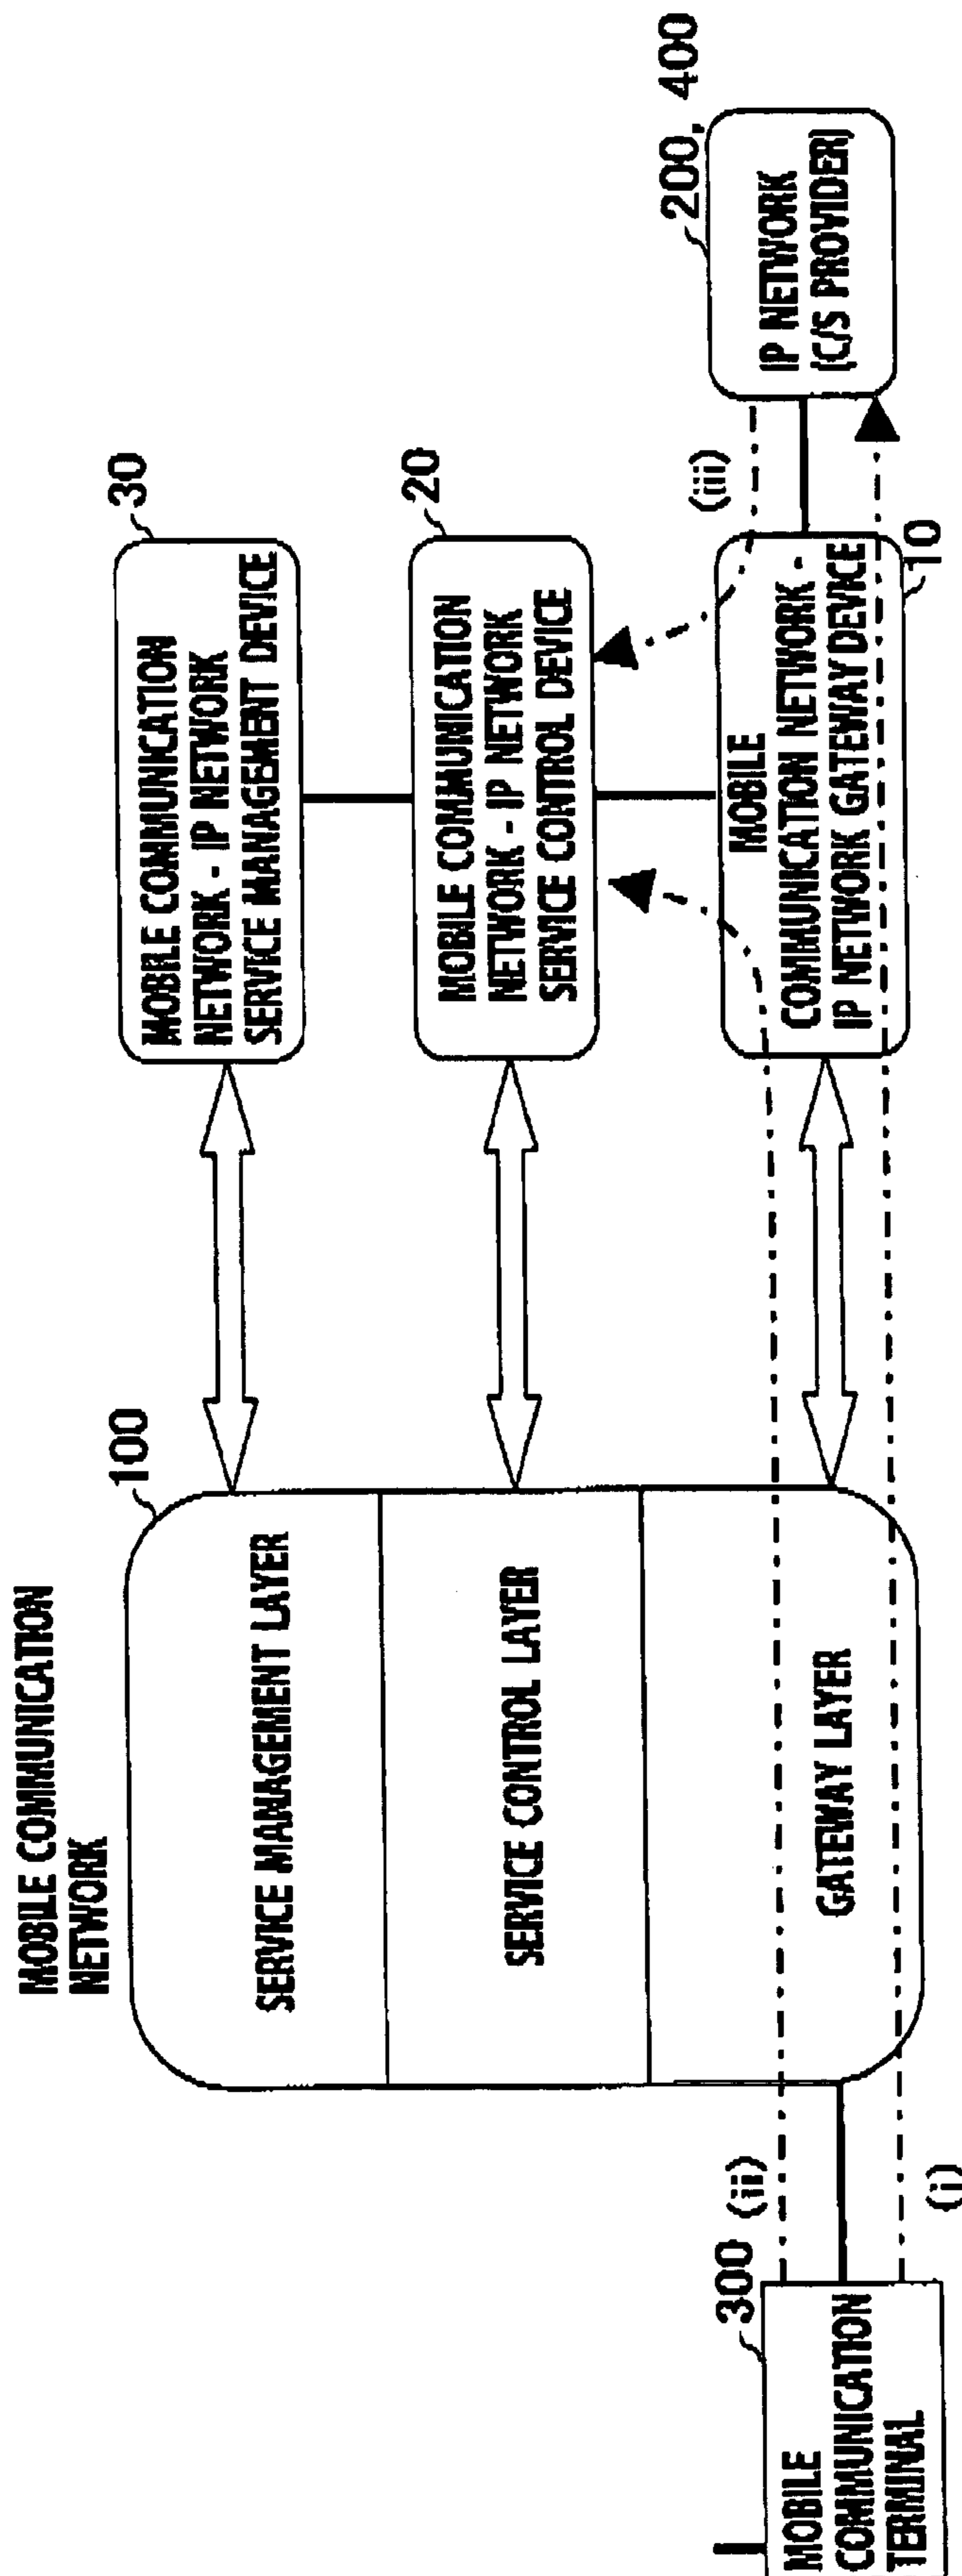 MOBILE COMMUNICATION
NETWORK
100
SERVICE MANAGEMENT LAYER
SERVICE CONTROL LAYER
GATEWAY LAYER
30
MOBILE COMMUNICATION
NETWORK - IP NETWORK
SERVICE MANAGEMENT DEVICE
20
MOBILE COMMUNICATION
NETWORK - IP NETWORK
SERVICE CONTROL DEVICE
MOBILE
COMMUNICATION NETWORK -
IP NETWORK GATEWAY DEVICE
10
200, 400
IP NETWORK
(C/S PROVIDER)
(iii)
300
(ii)
(i)
MOBILE
COMMUNICATION
TERMINAL